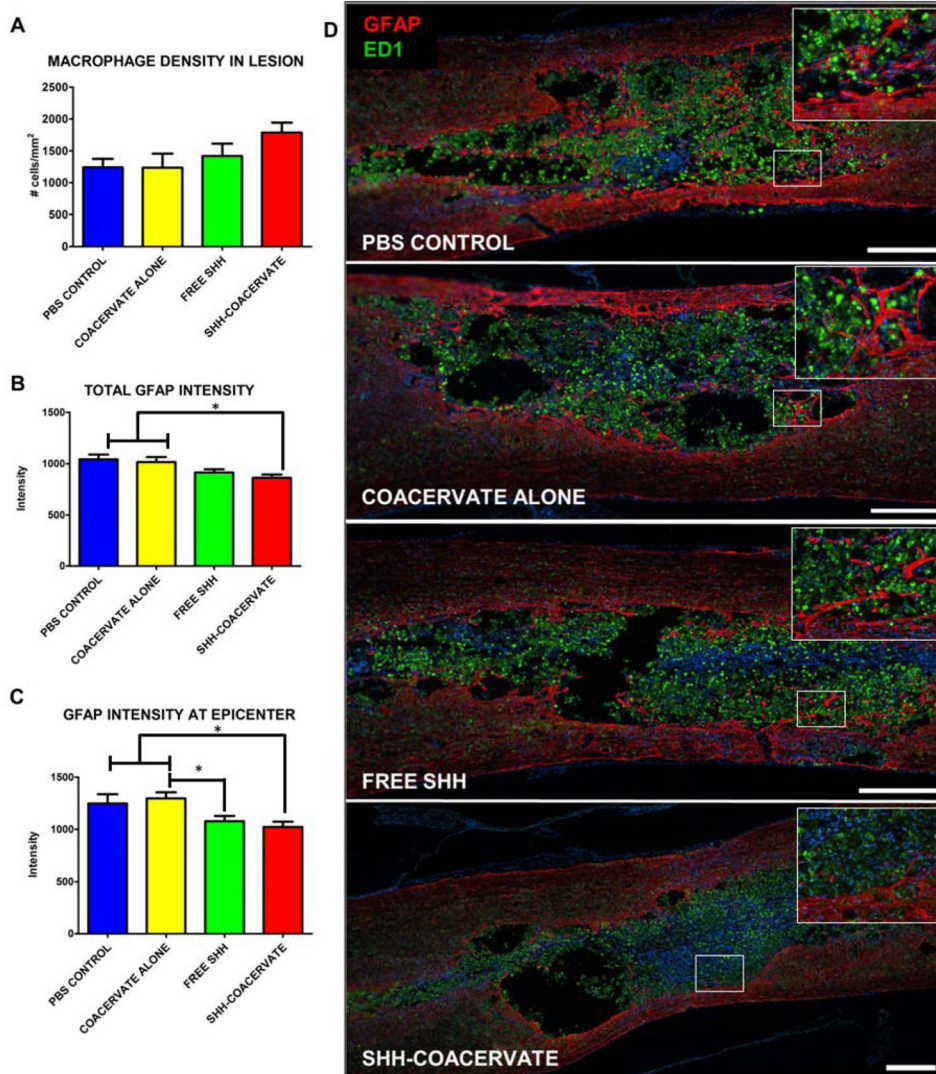 A
MACROPHAGE DENSITY IN LESION
# cells/mm²
2500
2000
1500
1000
500
0
PBS CONTROL
COACERVATE ALONE
FREE SHH
SHH-COACERVATE
B
TOTAL GFAP INTENSITY
*
Intensity
1500
1000
500
0
PBS CONTROL
COACERVATE ALONE
FREE SHH
SHH-COACERVATE
C
GFAP INTENSITY AT EPICENTER
*
*
Intensity
1500
1000
500
0
PBS CONTROL
COACERVATE ALONE
FREE SHH
SHH-COACERVATE
D
GFAP
ED1
PBS CONTROL
COACERVATE ALONE
FREE SHH
SHH-COACERVATE